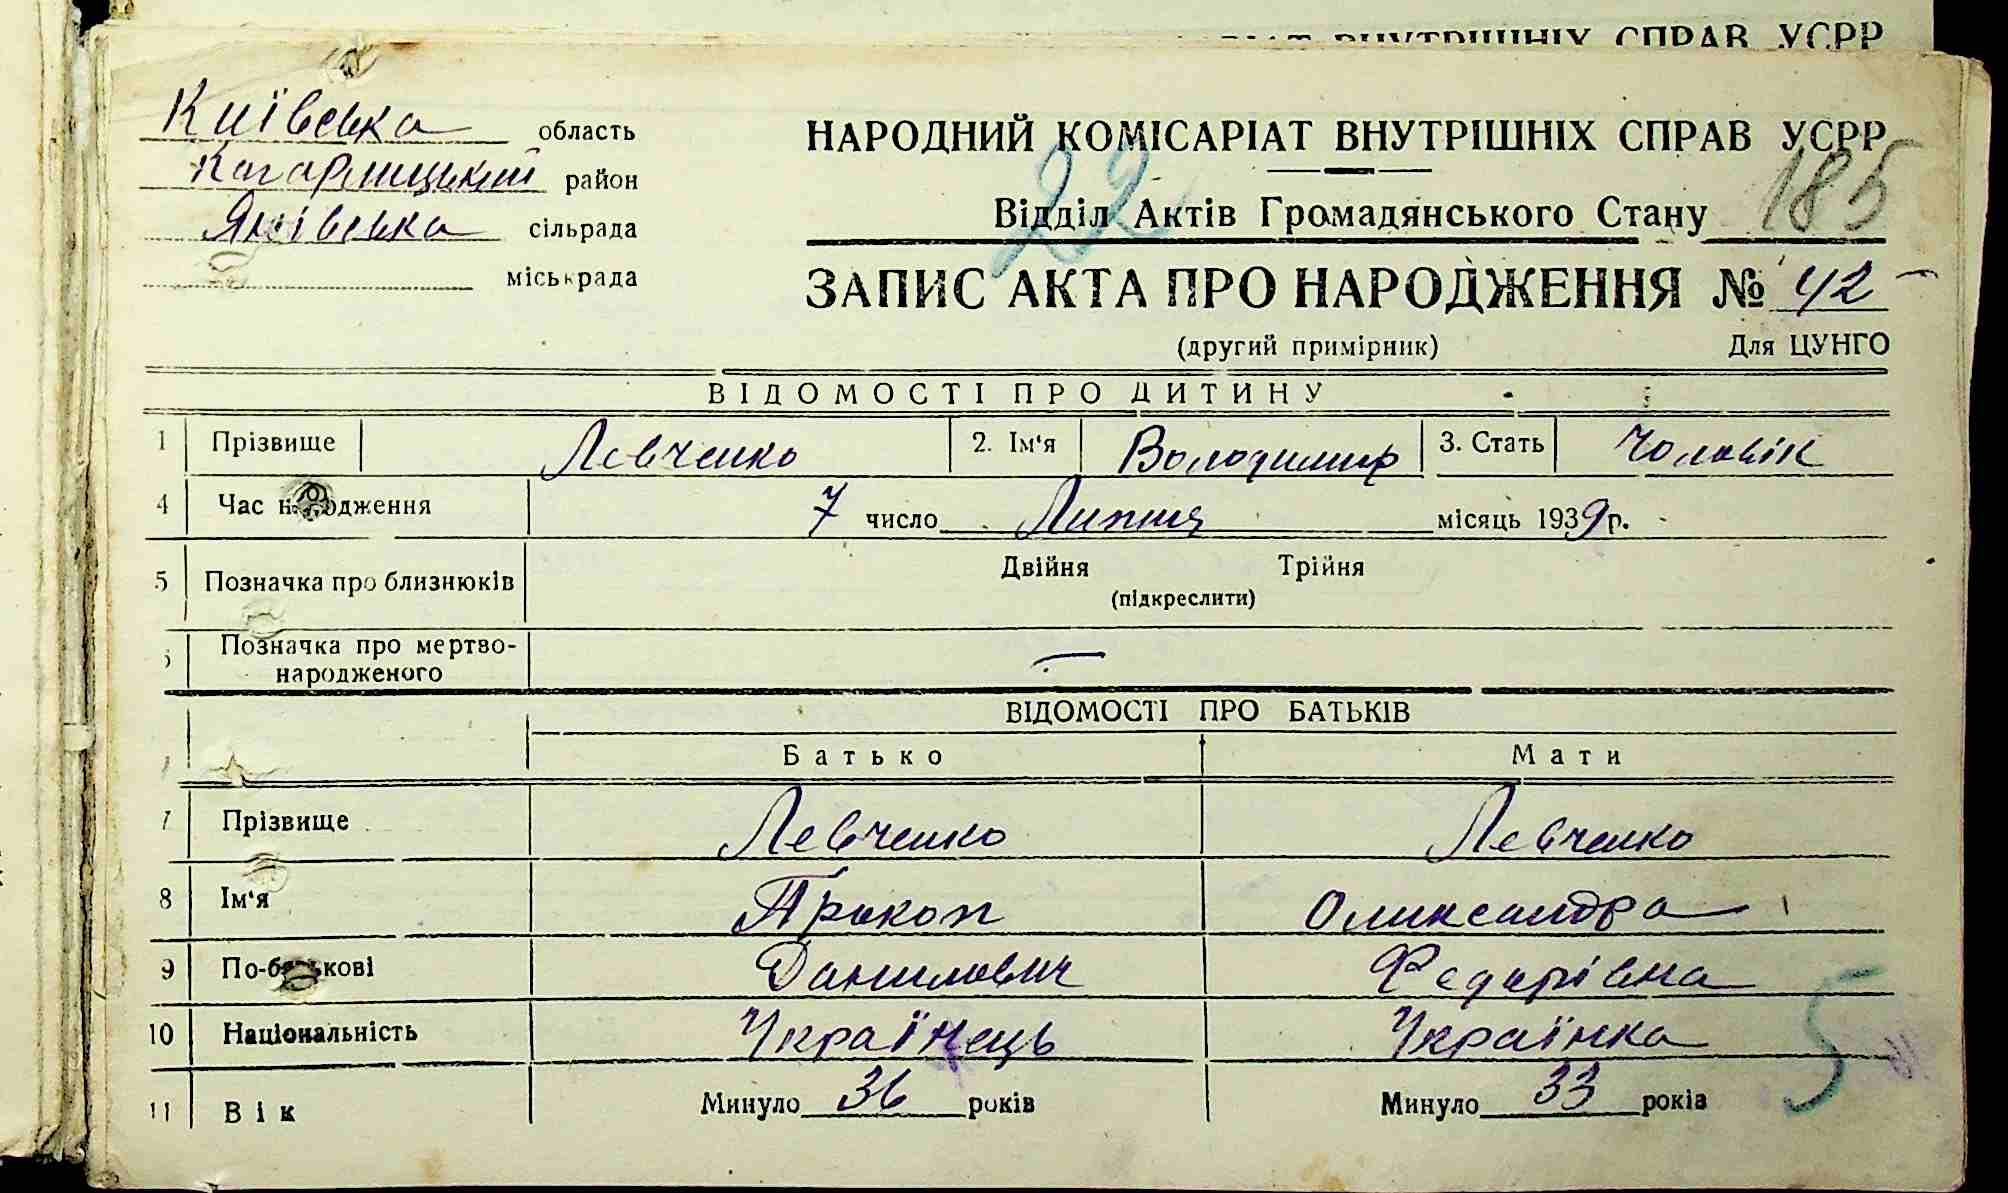 ВНУТРІШНІХ СПРАВ УСРР
Київська область
Кагарлицький район
Янівська сільрада
міськрада
НАРОДНИЙ КОМІСАРІАТ ВНУТРІШНІХ СПРАВ УСРР
22
185
Відділ Актів Громадянського Стану
ЗАПИС АКТА ПРО НАРОДЖЕННЯ № 42
(другий примірник) Для ЦУНГО
ВІДОМОСТІ ПРО ДИТИНУ
1 Прізвище Левченко 2. Ім'я Володимир 3. Стать Чоловік
4 Час народження 7 число Липня місяць 1939р.
5 Позначка про близнюків Двійня Трійня
(підкреслити)
Позначка про мертво-
народженого —
ВІДОМОСТІ ПРО БАТЬКІВ
Батько Мати
7 Прізвище Левченко Левченко
8 Ім'я Прокоп Олександра
9 По-батькові Данилович Федорівна
10 Національність Українець Українка
5
11 Вік Минуло 36 років Минуло 33 років